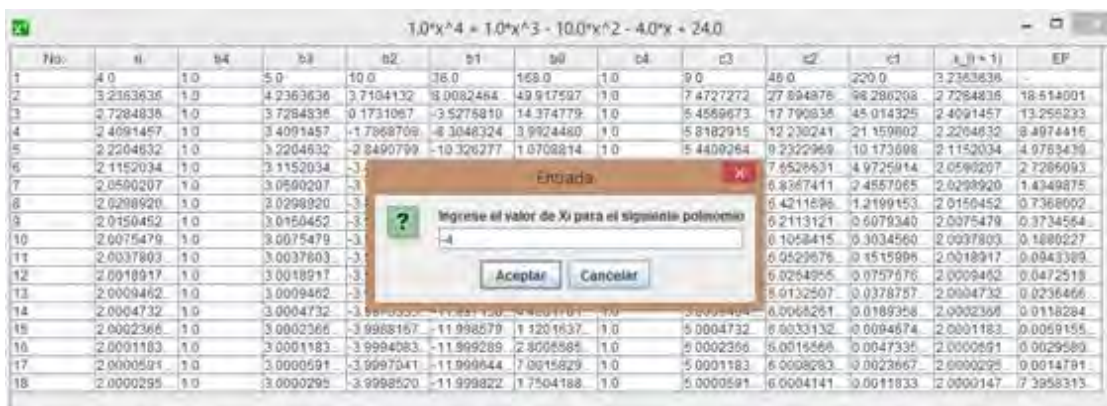 1.0*x^4 + 1.0*x^3 - 10.0*x^2 - 4.0*x + 24.0
No. xi b4 b3 b2 b1 b0 c4 c3 c2 c1 x_(i + 1) EP
1 4.0 1.0 5.0 10.0 36.0 168.0 1.0 9.0 46.0 220.0 3.2363636... -
2 3.2363636... 1.0 4.2363636... 3.7104132... 8.0082464... 49.917597... 1.0 7.4727272... 27.894876... 98.286208... 2.7284836... 18.614001...
3 2.7284836... 1.0 3.7284836... 0.1731067... -3.5276810... 14.374779... 1.0 6.4569673... 17.790836... 45.014325... 2.4091457... 13.255233...
4 2.4091457... 1.0 3.4091457... -1.7868708... -8.3048324... 3.9924480... 1.0 5.8182915... 12.230241... 21.159802... 2.2204632... 8.4974416...
5 2.2204632... 1.0 3.2204632... -2.8490799... -10.326277... 1.0708814... 1.0 5.4409264... 9.2322969... 10.173698... 2.1152034... 4.9763439...
6 2.1152034... 1.0 3.1152034... -3. 7.6528631... 4.9725914... 2.0590207... 2.7286093...
7 2.0590207... 1.0 3.0590207... -3. 6.8367411... 2.4557065... 2.0298920... 1.4349875...
8 2.0298920... 1.0 3.0298920... -3. 6.4211696... 1.2199153... 2.0150452... 0.7368002...
9 2.0150452... 1.0 3.0150452... -3. 6.2113121... 0.6079340... 2.0075479... 0.3734564...
10 2.0075479... 1.0 3.0075479... -3. 6.1058415... 0.3034560... 2.0037803... 0.1880227...
11 2.0037803... 1.0 3.0037803... -3. 6.0529676... 0.1515996... 2.0018917... 0.0943389...
12 2.0018917... 1.0 3.0018917... -3. 6.0264955... 0.0757676... 2.0009462... 0.0472518...
13 2.0009462... 1.0 3.0009462... -3. 6.0132507... 0.0378757... 2.0004732... 0.0236466...
14 2.0004732... 1.0 3.0004732... 6.0066261... 0.0189358... 2.0002366... 0.0118284...
15 2.0002366... 1.0 3.0002366... -3.9988167... -11.998579... 1.1201637... 1.0 5.0004732... 6.0033132... 0.0094674... 2.0001183... 0.0059155...
16 2.0001183... 1.0 3.0001183... -3.9994083... -11.999289... 2.8005585... 1.0 5.0002366... 6.0016566... 0.0047335... 2.0000591... 0.0029580...
17 2.0000591... 1.0 3.0000591... -3.9997041... -11.999644... 7.0015829... 1.0 5.0001183... 6.0008283... 0.0023667... 2.0000295... 0.0014791...
18 2.0000295... 1.0 3.0000295... -3.9998520... -11.999822... 1.7504188... 1.0 5.0000591... 6.0004141... 0.0011833... 2.0000147... 7.3958313...
Entrada
Ingrese el valor de Xi para el siguiente polinomio
-4
Aceptar Cancelar